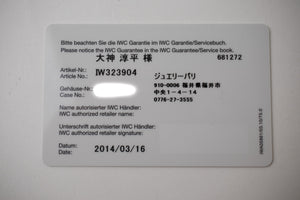 Bitte beachten Sie die IWC Garantie im IWC Garantie/Servicebuch.
Please notice the IWC Guarantee in the IWC Guarantee/Service book.
大神 淳平 様 681272
Artikel-Nr.:
Article No.: IW323904 ジュエリーパリ
Gehäuse-Nr.: 910-0006 福井県福井市
Case No.: 中央1-4-14
0776-27-3555
Name autorisierter IWC Händler:
IWC authorized retailer name:
Unterschrift autorisierter IWC Händler:
IWC authorized retailer signature:
Datum:
Date: 2014/03/16